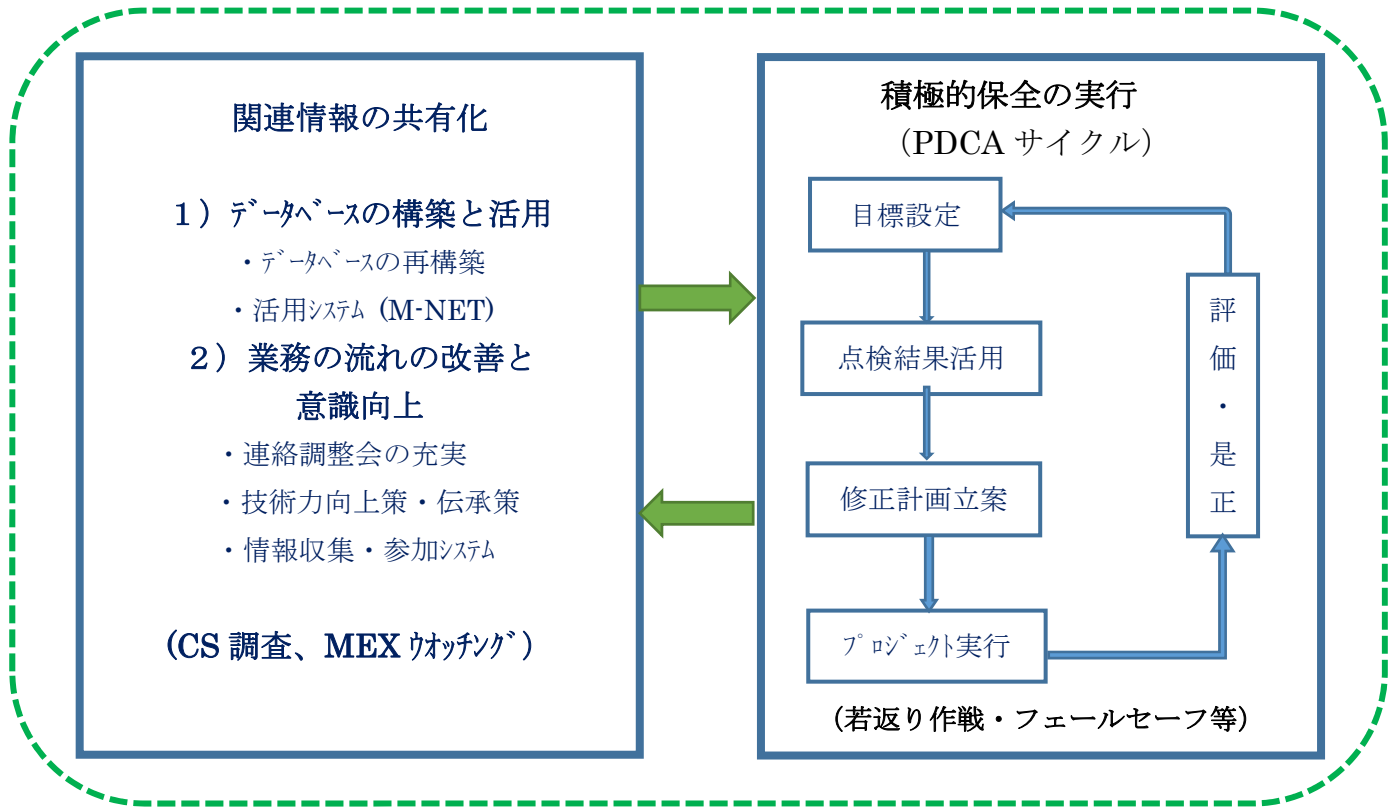 関連情報の共有化
１）ﾃﾞｰﾀﾍﾞｰｽの構築と活用
・ﾃﾞｰﾀﾍﾞｰｽの再構築
・活用ｼｽﾃﾑ (M-NET)
２）業務の流れの改善と
意識向上
・連絡調整会の充実
・技術力向上策・伝承策
・情報収集・参加ｼｽﾃﾑ
(CS 調査、MEX ｳｵｯﾁﾝｸﾞ)
積極的保全の実行
（PDCA サイクル）
目標設定
点検結果活用
修正計画立案
ﾌﾟﾛｼﾞｪｸﾄ実行
評価・是正
(若返り作戦・フェールセーフ等)